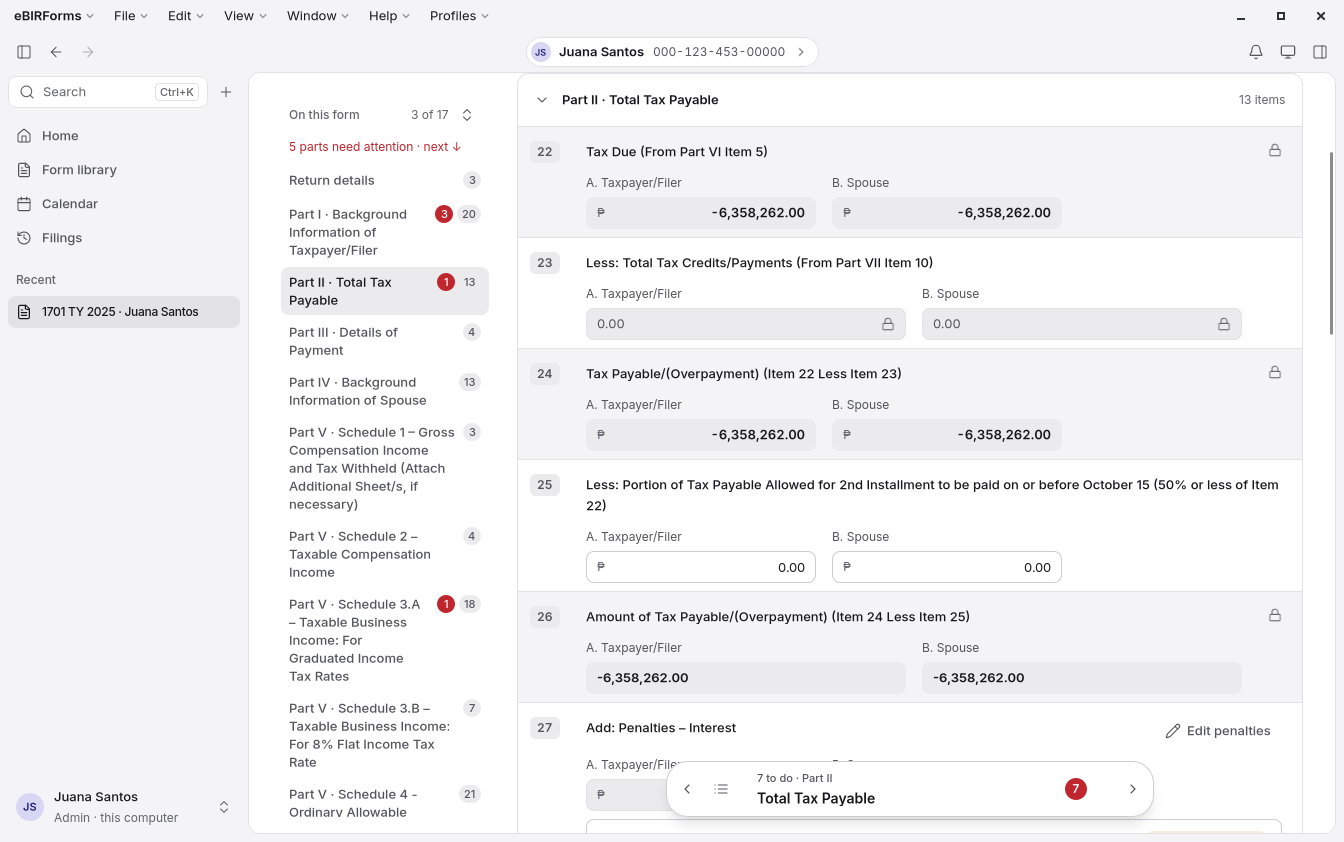 eBIRForms File Edit View Window Help Profiles
JS Juana Santos 000-123-453-00000
Search Ctrl+K
Home
Form library
Calendar
Filings
Recent
1701 TY 2025 · Juana Santos
JS Juana Santos
Admin · this computer
On this form 3 of 17
5 parts need attention · next ↓
Return details 3
Part I · Background 3 20
Information of
Taxpayer/Filer
Part II · Total Tax 1 13
Payable
Part III · Details of 4
Payment
Part IV · Background 13
Information of Spouse
Part V · Schedule 1 – Gross 3
Compensation Income
and Tax Withheld (Attach
Additional Sheet/s, if
necessary)
Part V · Schedule 2 – 4
Taxable Compensation
Income
Part V · Schedule 3.A 1 18
– Taxable Business
Income: For
Graduated Income
Tax Rates
Part V · Schedule 3.B – 7
Taxable Business Income:
For 8% Flat Income Tax
Rate
Part V · Schedule 4 - 21
Ordinary Allowable
Part II · Total Tax Payable 13 items
22 Tax Due (From Part VI Item 5)
A. Taxpayer/Filer B. Spouse
₱ -6,358,262.00 ₱ -6,358,262.00
23 Less: Total Tax Credits/Payments (From Part VII Item 10)
A. Taxpayer/Filer B. Spouse
0.00 0.00
24 Tax Payable/(Overpayment) (Item 22 Less Item 23)
A. Taxpayer/Filer B. Spouse
₱ -6,358,262.00 ₱ -6,358,262.00
25 Less: Portion of Tax Payable Allowed for 2nd Installment to be paid on or before October 15 (50% or less of Item
22)
A. Taxpayer/Filer B. Spouse
₱ 0.00 ₱ 0.00
26 Amount of Tax Payable/(Overpayment) (Item 24 Less Item 25)
A. Taxpayer/Filer B. Spouse
-6,358,262.00 -6,358,262.00
27 Add: Penalties – Interest Edit penalties
A. Taxpayer/Filer
₱
7 to do · Part II
Total Tax Payable 7